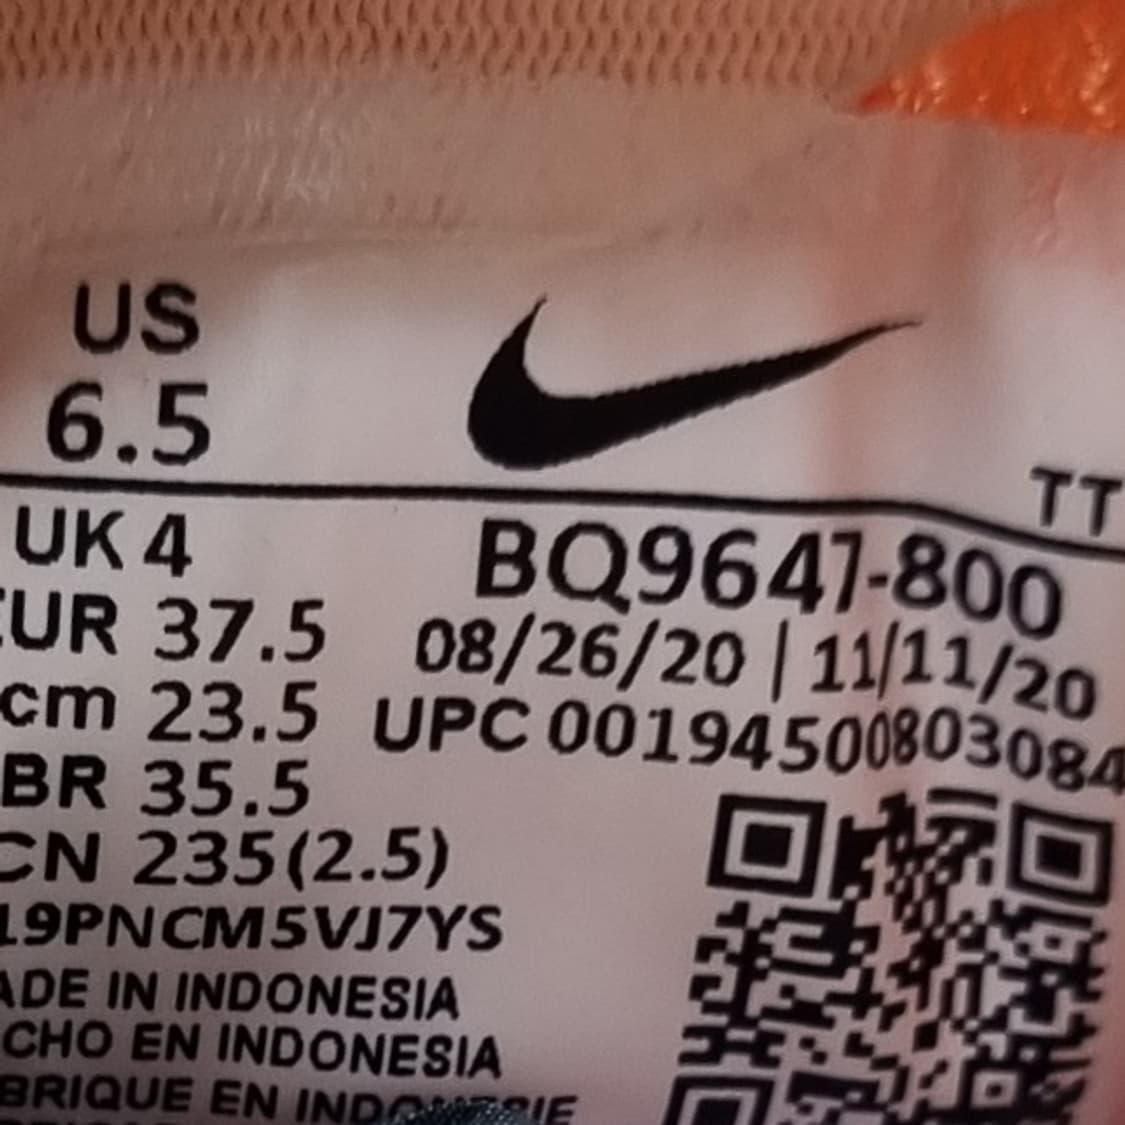 US
6.5
TT
UK 4
BQ9647-800
EUR 37.5
08/26/20 | 11/11/20
cm 23.5
UPC 00194500803084
BR 35.5
CN 235(2.5)
19PNCM5VJ7YS
ADE IN INDONESIA
CHO EN INDONESIA
BRIQUE EN